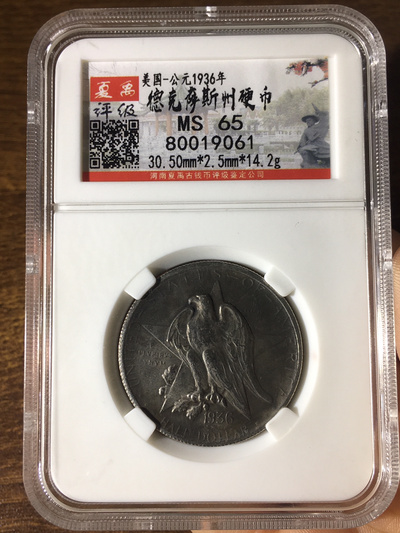 夏禹
评级
美国-公元1936年
德克萨斯州硬币
MS 65
80019061
30.50mm*2.5mm*14.2g
河南夏禹古钱币评级鉴定公司